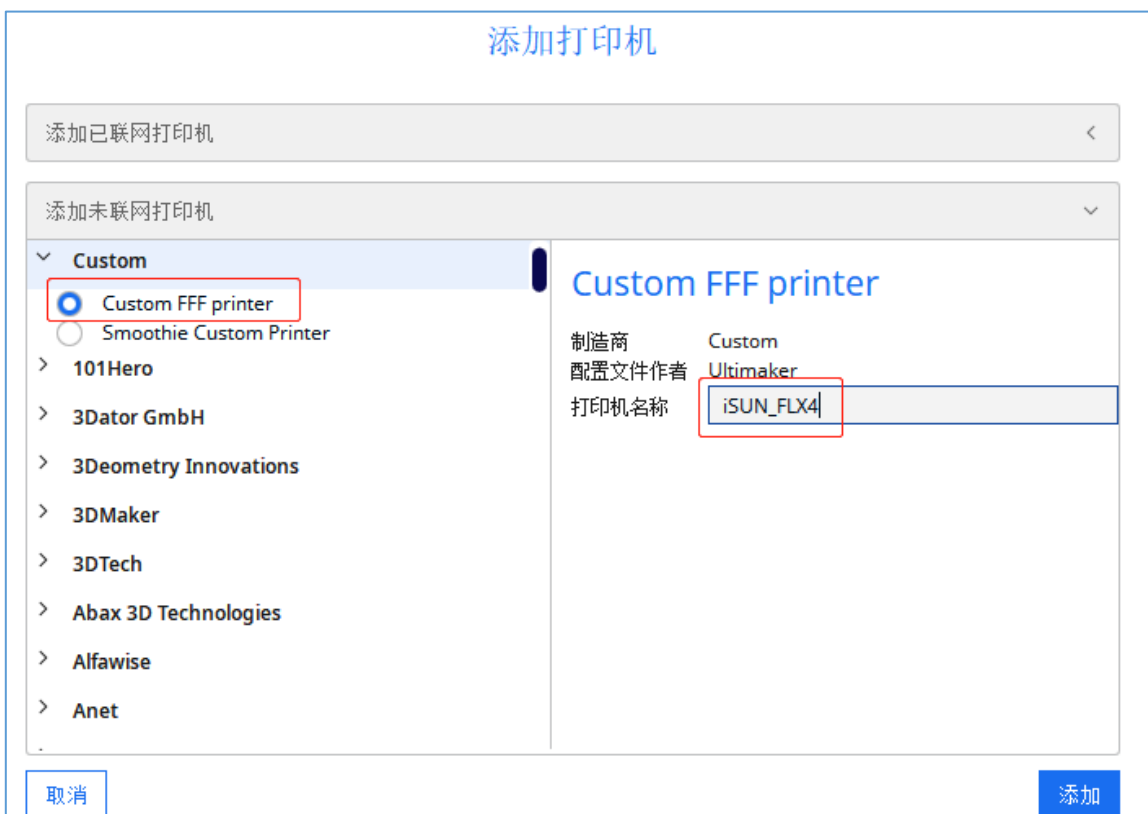 添加打印机
添加已联网打印机
添加未联网打印机
Custom
Custom FFF printer
Smoothie Custom Printer
101Hero
3Dator GmbH
3Deometry Innovations
3DMaker
3DTech
Abax 3D Technologies
Alfawise
Anet
Custom FFF printer
制造商 Custom
配置文件作者 Ultimaker
打印机名称 iSUN_FLX4
取消
添加